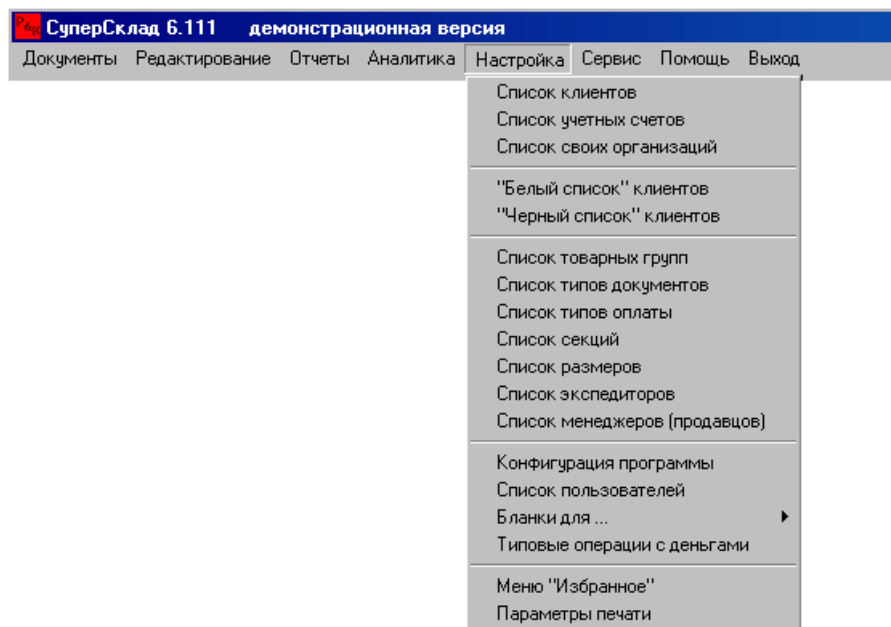 P&K СуперСклад 6.111 демонстрационная версия
Документы Редактирование Отчеты Аналитика Настройка Сервис Помощь Выход
Список клиентов
Список учетных счетов
Список своих организаций
"Белый список" клиентов
"Черный список" клиентов
Список товарных групп
Список типов документов
Список типов оплаты
Список секций
Список размеров
Список экспедиторов
Список менеджеров (продавцов)
Конфигурация программы
Список пользователей
Бланки для ...
Типовые операции с деньгами
Меню "Избранное"
Параметры печати